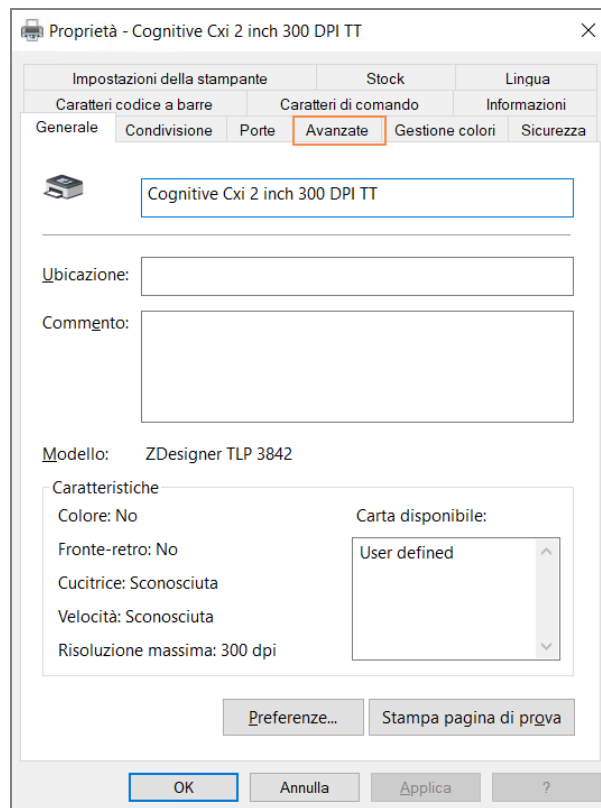 Proprietà - Cognitive Cxi 2 inch 300 DPI TT
Impostazioni della stampante Stock Lingua
Caratteri codice a barre Caratteri di comando Informazioni
Generale Condivisione Porte Avanzate Gestione colori Sicurezza
Cognitive Cxi 2 inch 300 DPI TT
Ubicazione:
Commento:
Modello: ZDesigner TLP 3842
Caratteristiche
Colore: No Carta disponibile:
Fronte-retro: No User defined
Cucitrice: Sconosciuta
Velocità: Sconosciuta
Risoluzione massima: 300 dpi
Preferenze... Stampa pagina di prova
OK Annulla Applica ?